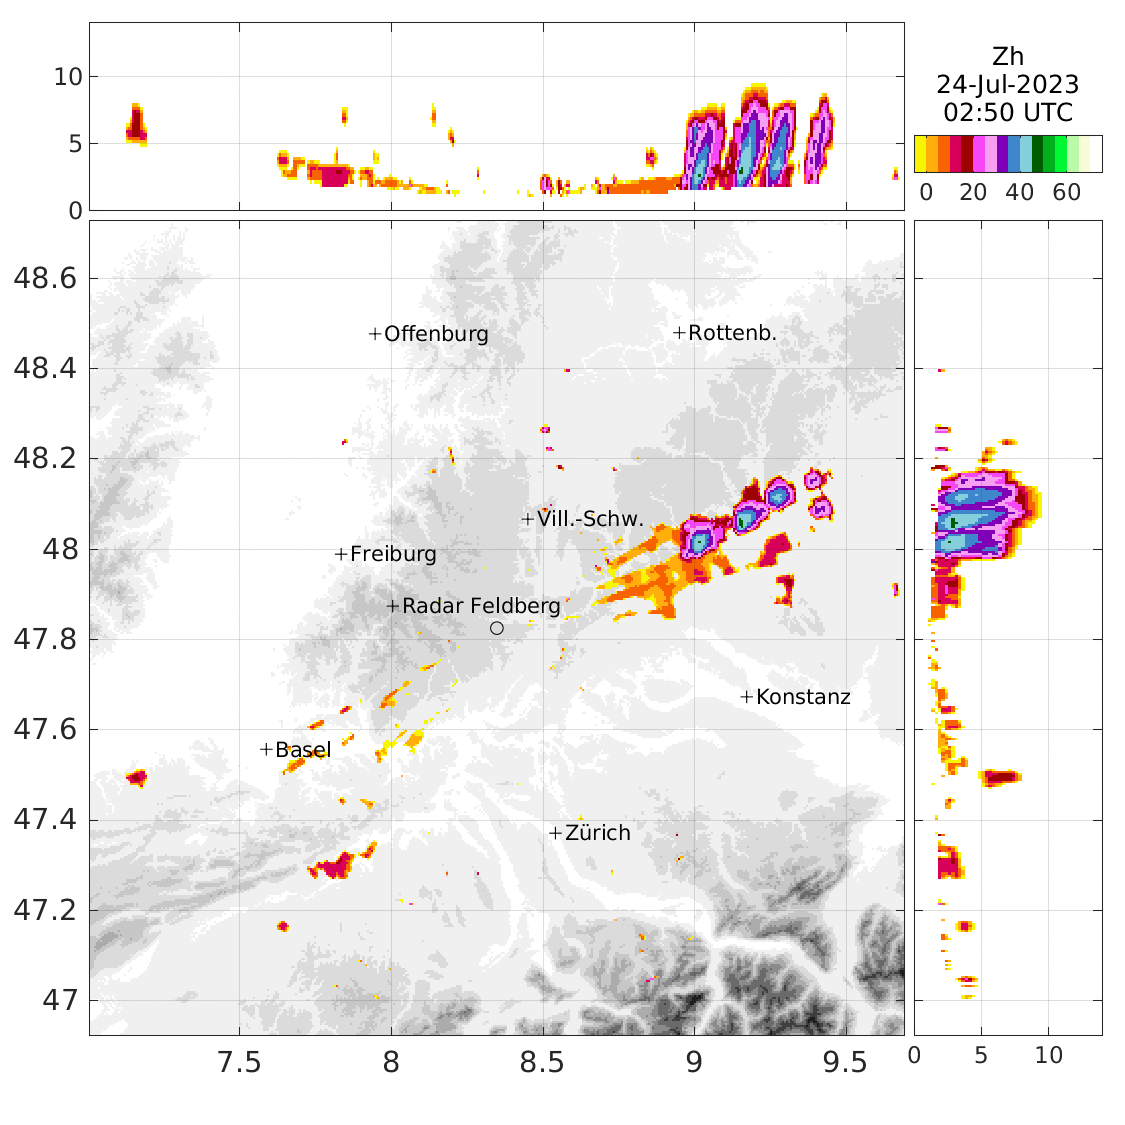 10
5
0
Zh
24-Jul-2023
02:50 UTC
0 20 40 60
48.6
48.4
48.2
48
47.8
47.6
47.4
47.2
47
+Offenburg
+Rottenb.
+Vill.-Schw.
+Freiburg
+Radar Feldberg
+Konstanz
+Basel
+Zürich
7.5 8 8.5 9 9.5
0 5 10